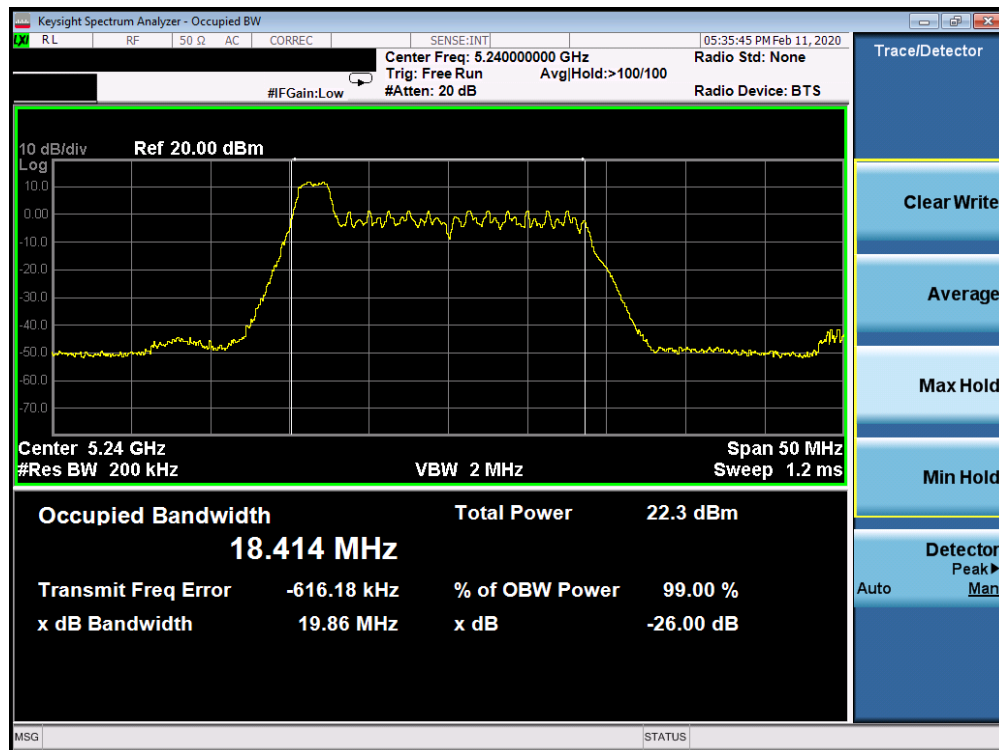 Keysight Spectrum Analyzer - Occupied BW
LXI RL RF 50 Ω AC CORREC SENSE:INT 05:35:45 PM Feb 11, 2020
Center Freq: 5.240000000 GHz Radio Std: None
Trig: Free Run Avg|Hold:>100/100
#IFGain:Low #Atten: 20 dB Radio Device: BTS
10 dB/div Ref 20.00 dBm
Log
10.0
0.00
-10.0
-20.0
-30.0
-40.0
-50.0
-60.0
-70.0
Center 5.24 GHz Span 50 MHz
#Res BW 200 kHz VBW 2 MHz Sweep 1.2 ms
Occupied Bandwidth Total Power 22.3 dBm
18.414 MHz
Transmit Freq Error -616.18 kHz % of OBW Power 99.00 %
x dB Bandwidth 19.86 MHz x dB -26.00 dB
MSG STATUS
Trace/Detector
Clear Write
Average
Max Hold
Min Hold
Detector
Peak▶
Auto Man